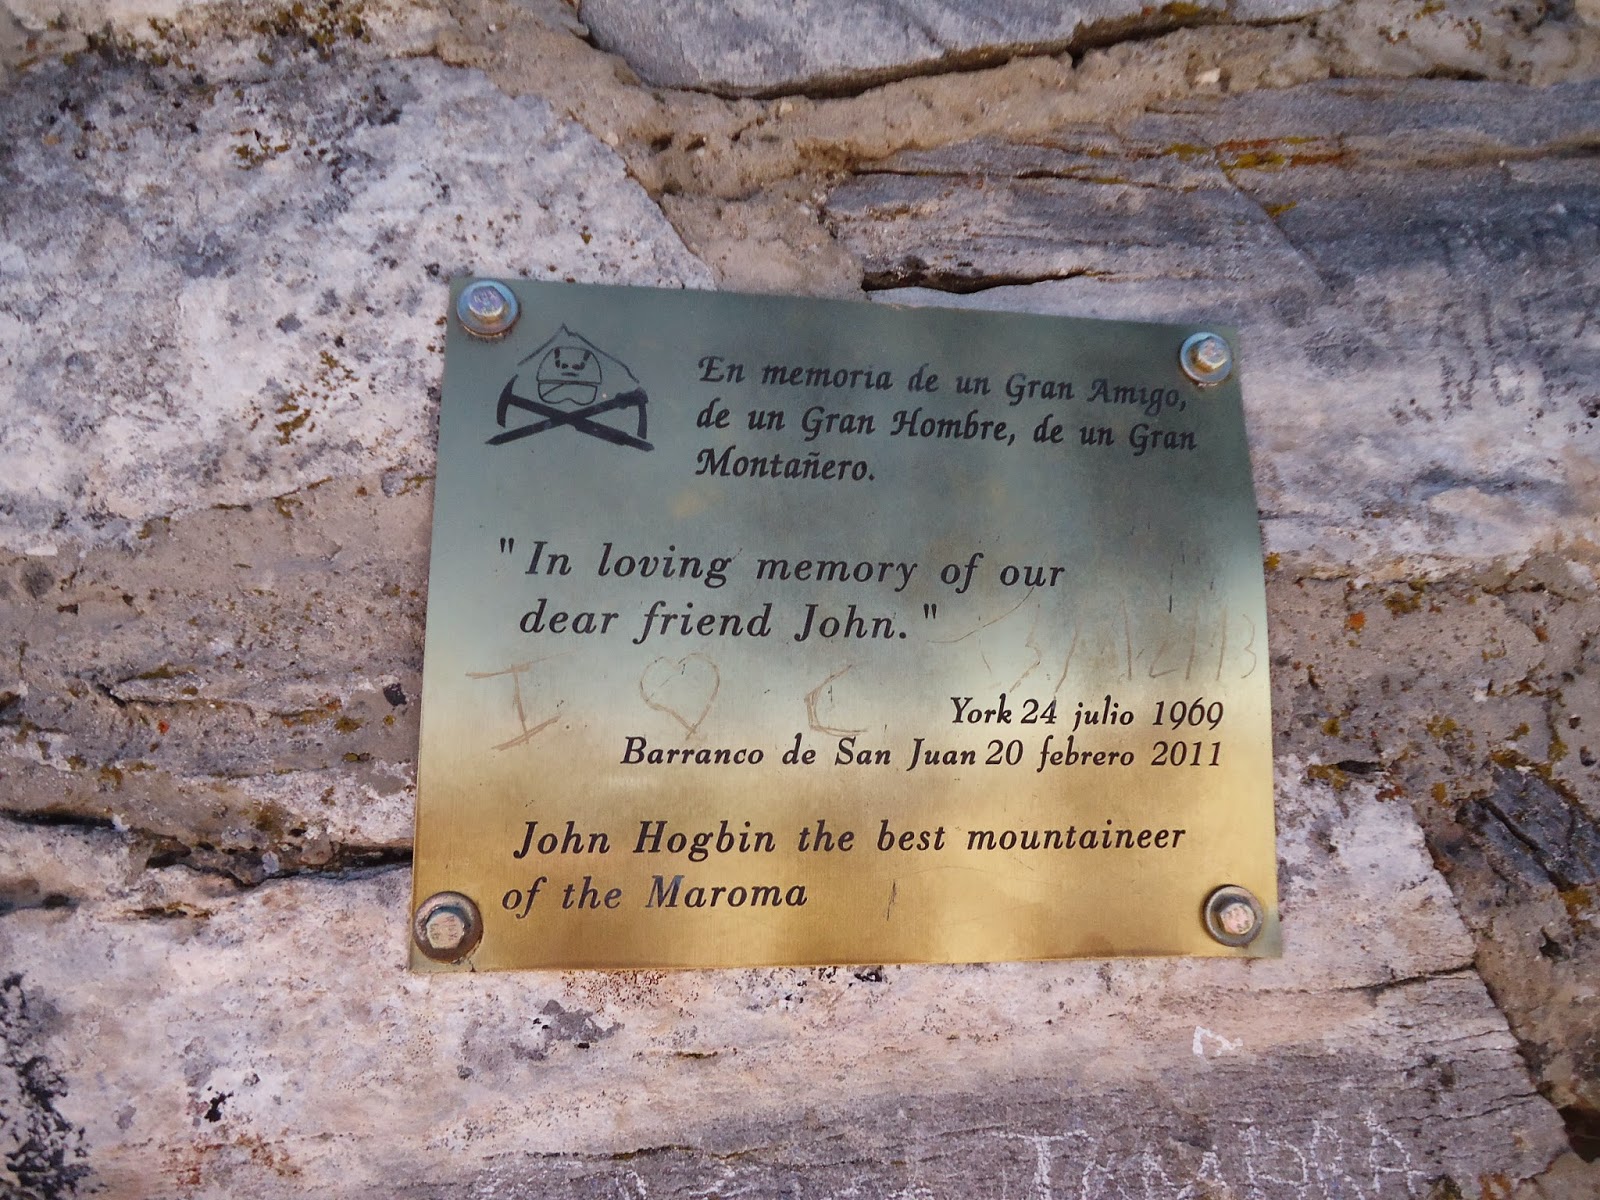 En memoria de un Gran Amigo,
de un Gran Hombre, de un Gran
Montañero.
"In loving memory of our
dear friend John."
I ♡ C
York 24 julio 1969
Barranco de San Juan 20 febrero 2011
John Hogbin the best mountaineer
of the Maroma